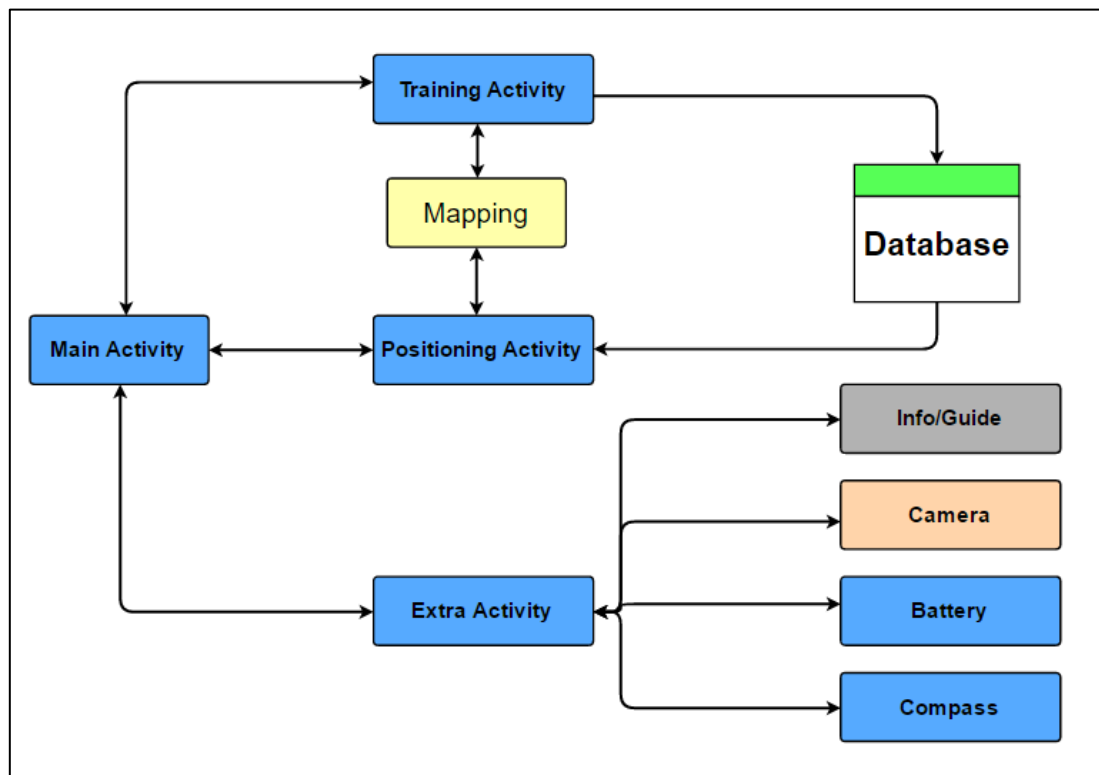 Training Activity
Mapping
Database
Main Activity
Positioning Activity
Info/Guide
Camera
Extra Activity
Battery
Compass